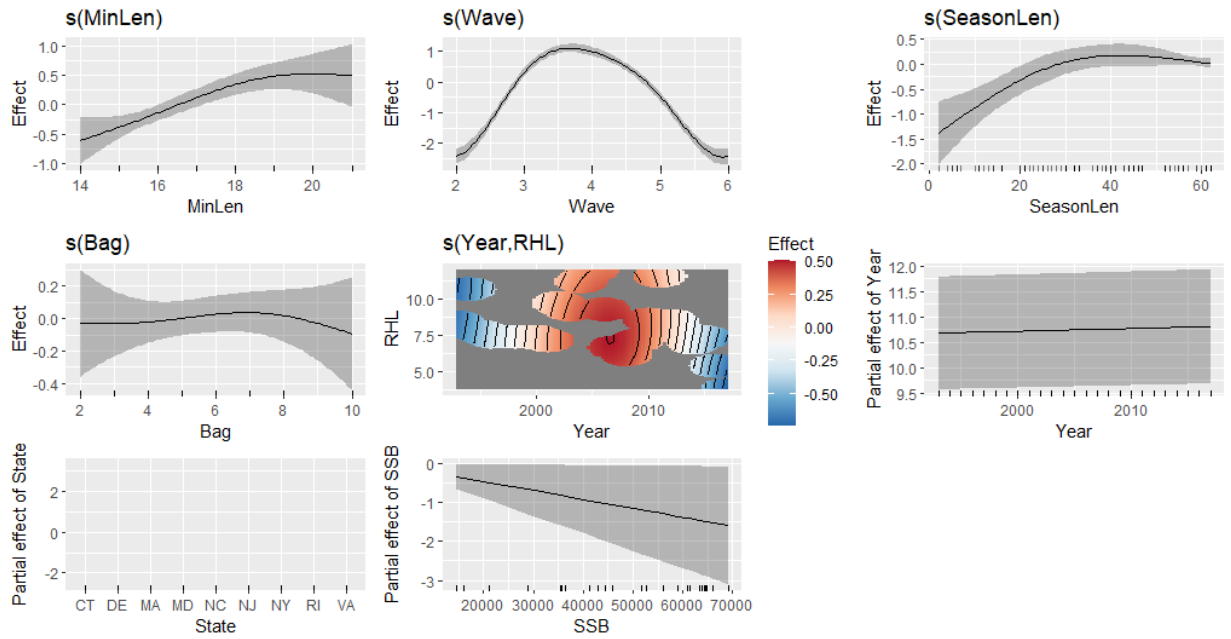 s(MinLen)
Effect
1.0
0.5
0.0
-0.5
-1.0
14 16 18 20
MinLen
s(Wave)
Effect
1
0
-1
-2
2 3 4 5 6
Wave
s(SeasonLen)
Effect
0.5
0.0
-0.5
-1.0
-1.5
-2.0
0 20 40 60
SeasonLen
s(Bag)
Effect
0.2
0.0
-0.2
-0.4
2 4 6 8 10
Bag
s(Year,RHL)
RHL
10.0
7.5
5.0
2000 2010
Year
Effect
0.50
0.25
0.00
-0.25
-0.50
Partial effect of Year
12.0
11.5
11.0
10.5
10.0
9.5
2000 2010
Year
Partial effect of State
2
0
-2
CT DE MA MD NC NJ NY RI VA
State
Partial effect of SSB
0
-1
-2
-3
20000 30000 40000 50000 60000 70000
SSB